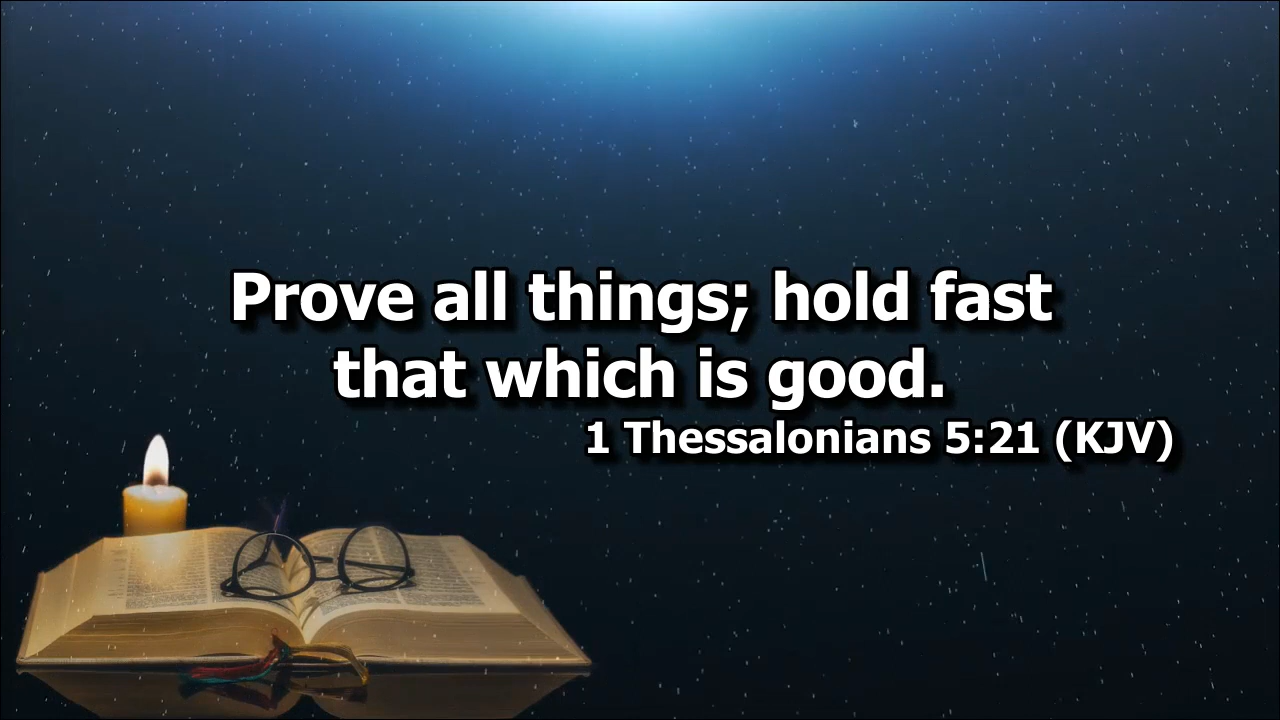 Prove all things; hold fast
that which is good.
1 Thessalonians 5:21 (KJV)